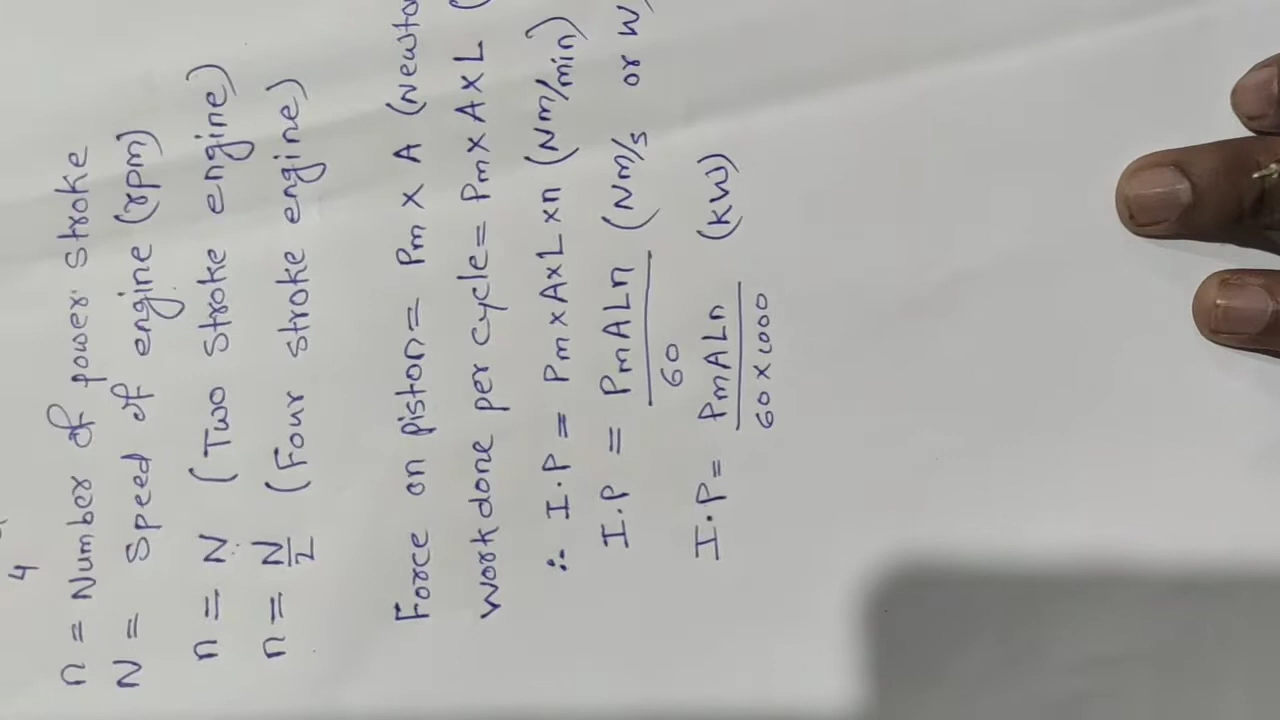 4
n = Number of power stroke
N = Speed of engine (rpm)
n = N (Two stroke engine)
n = N/2 (Four stroke engine)
Force on piston = Pm x A (Newto
workdone per cycle = Pm x A x L (
∴ I.P = Pm x A x L x n (Nm/min)
I.P = PmALn/60 (Nm/s or W)
I.P = PmALn/60 x 1000 (KW)